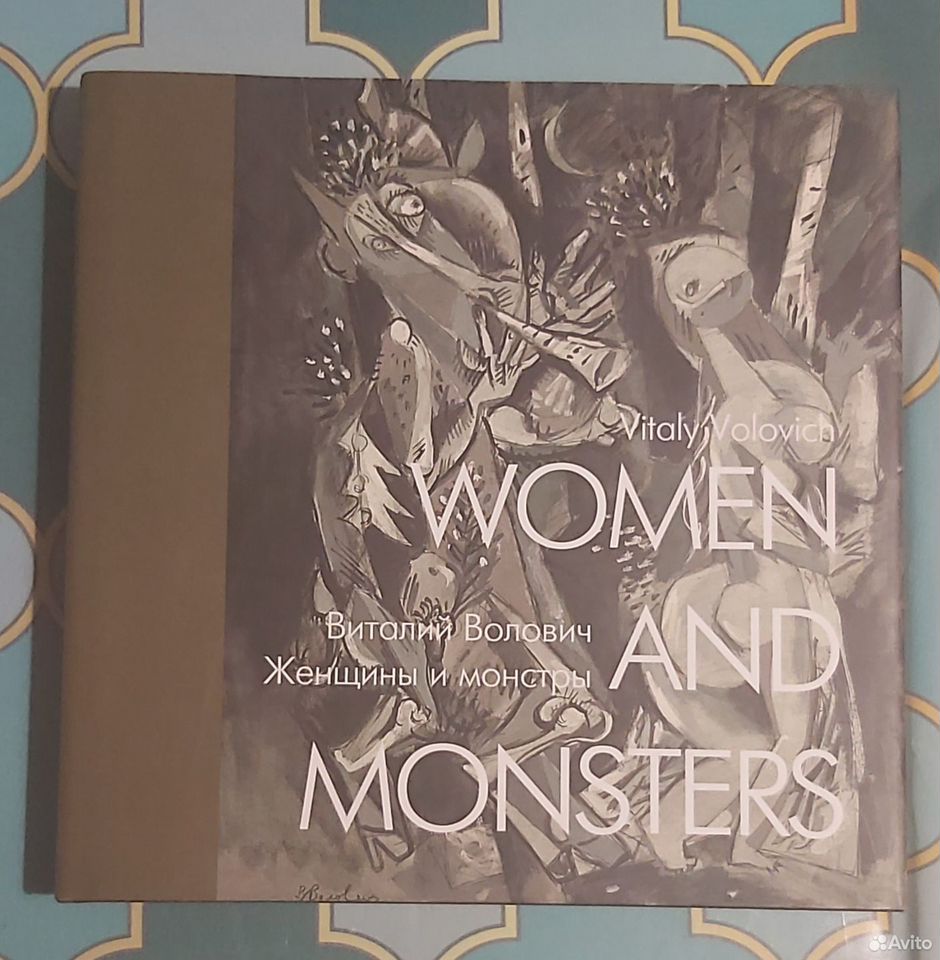 Vitaly Volovich
WOMEN
AND
MONSTERS
Виталий Волович
Женщины и монстры
Avito